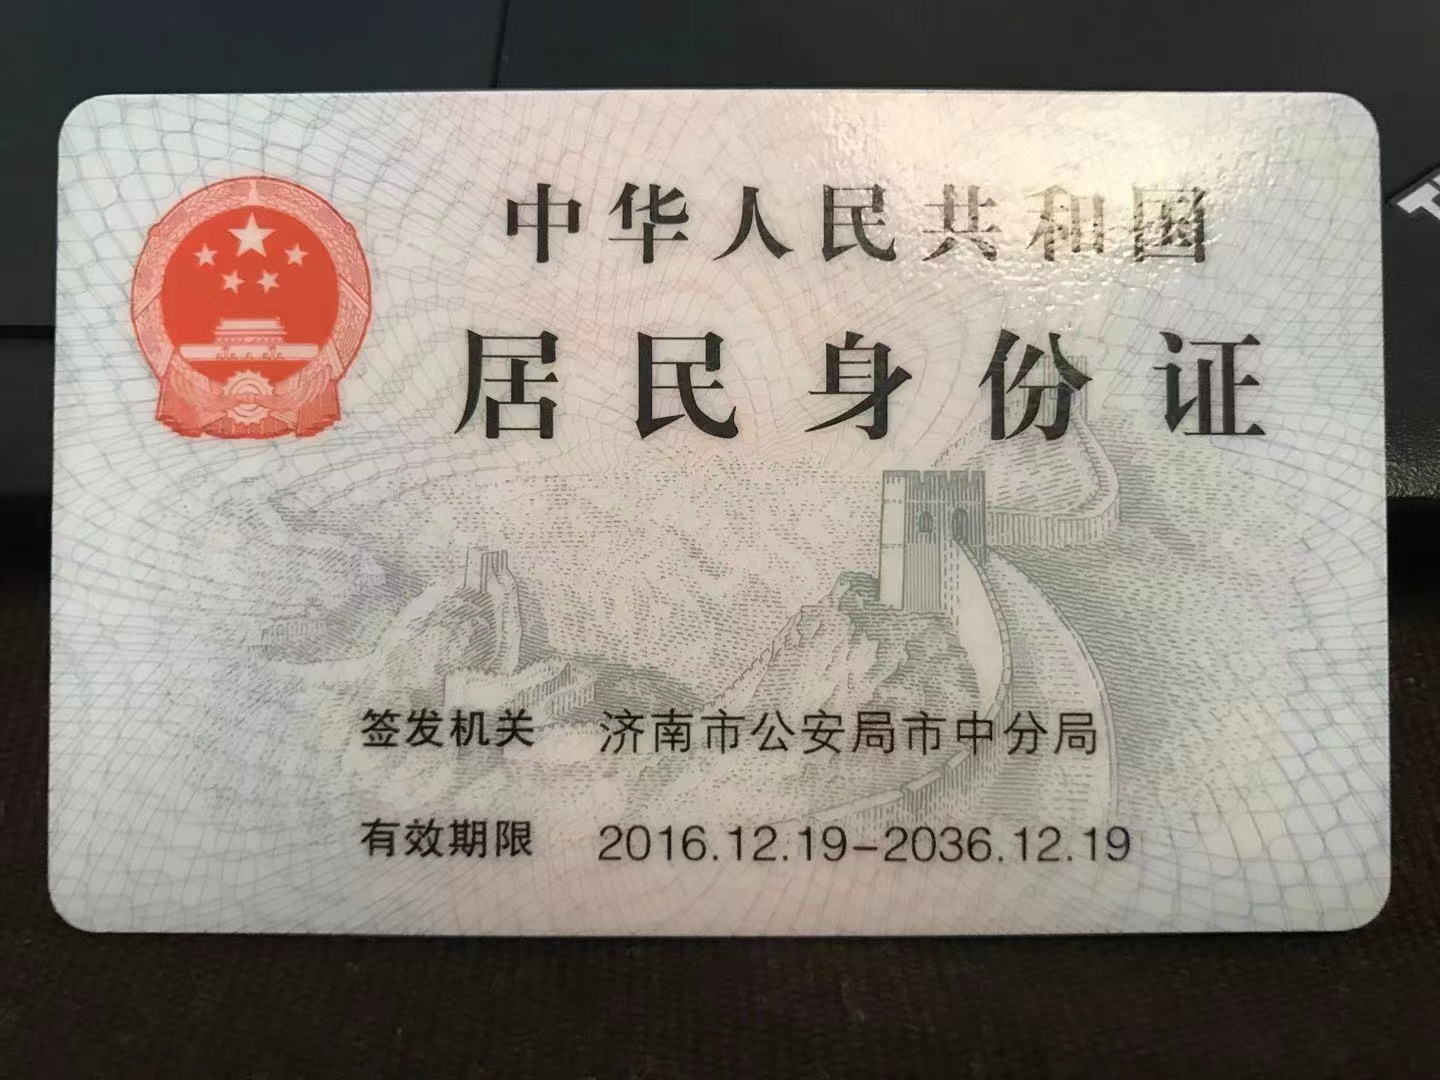 中华人民共和国
居民身份证
签发机关 济南市公安局市中分局
有效期限 2016.12.19-2036.12.19